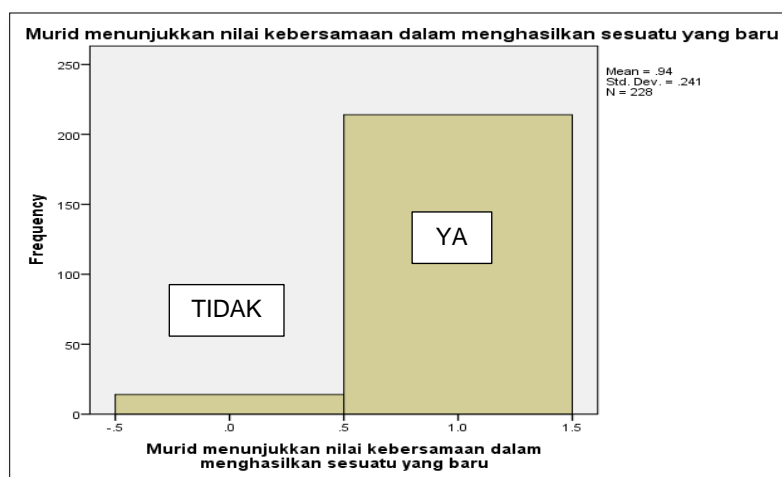 Murid menunjukkan nilai kebersamaan dalam menghasilkan sesuatu yang baru
Mean = .94
Std. Dev. = .241
N = 228
250
200
150
100
50
0
Frequency
TIDAK
YA
-.5
.0
.5
1.0
1.5
Murid menunjukkan nilai kebersamaan dalam
menghasilkan sesuatu yang baru